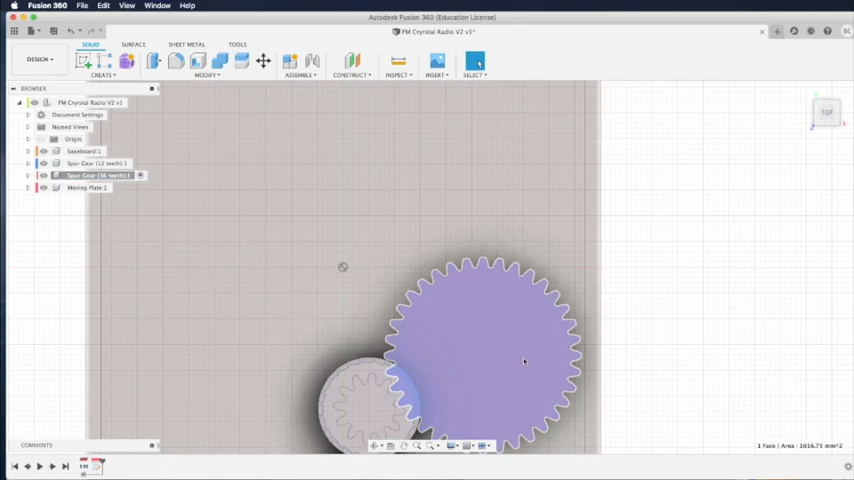 Fusion 360 File Edit View Window Help
Autodesk Fusion 360 (Education License)
FM Cryrstal Radio V2 v1*
BC
SOLID SURFACE SHEET METAL TOOLS
DESIGN
CREATE MODIFY ASSEMBLE CONSTRUCT INSPECT INSERT SELECT
BROWSER
FM Cryrstal Radio V2 v1
Document Settings
Named Views
Origin
baseboard:1
Spur Gear (12 teeth):1
Spur Gear (36 teeth):1
Moving Plate:1
TOP
X
Z
COMMENTS
1 Face | Area : 1016.75 mm^2